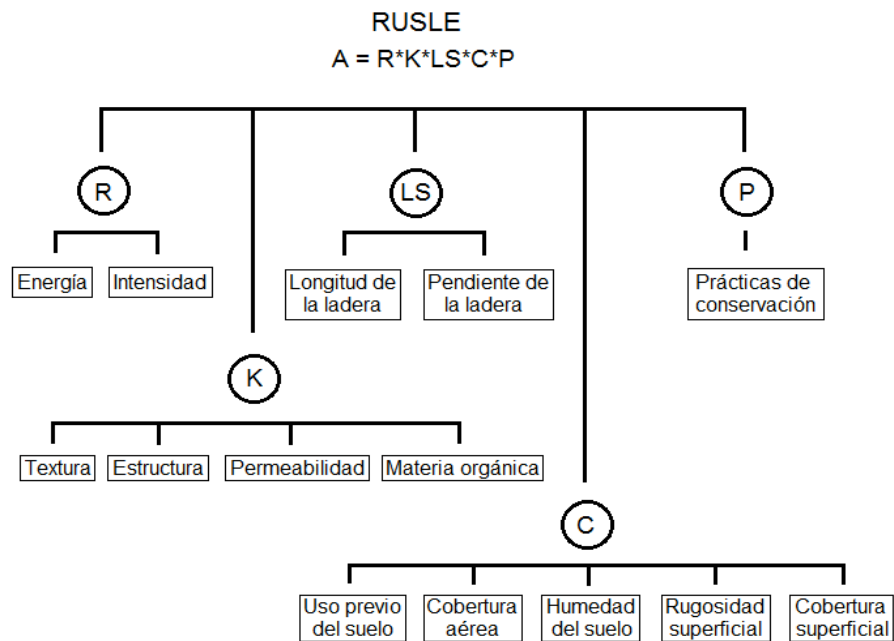 RUSLE
A = R*K*LS*C*P
R
LS
P
Energía
Intensidad
Longitud de
la ladera
Pendiente de
la ladera
Prácticas de
conservación
K
Textura
Estructura
Permeabilidad
Materia orgánica
C
Uso previo
del suelo
Cobertura
aérea
Humedad
del suelo
Rugosidad
superficial
Cobertura
superficial